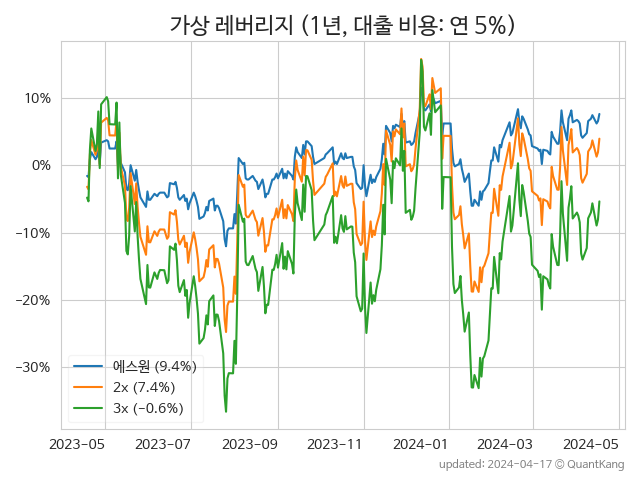 가상 레버리지 (1년, 대출 비용: 연 5%)
10%
0%
−10%
−20%
−30%
에스원 (9.4%)
2x (7.4%)
3x (−0.6%)
2023-05 2023-07 2023-09 2023-11 2024-01 2024-03 2024-05
updated: 2024-04-17 ⓒ QuantKang